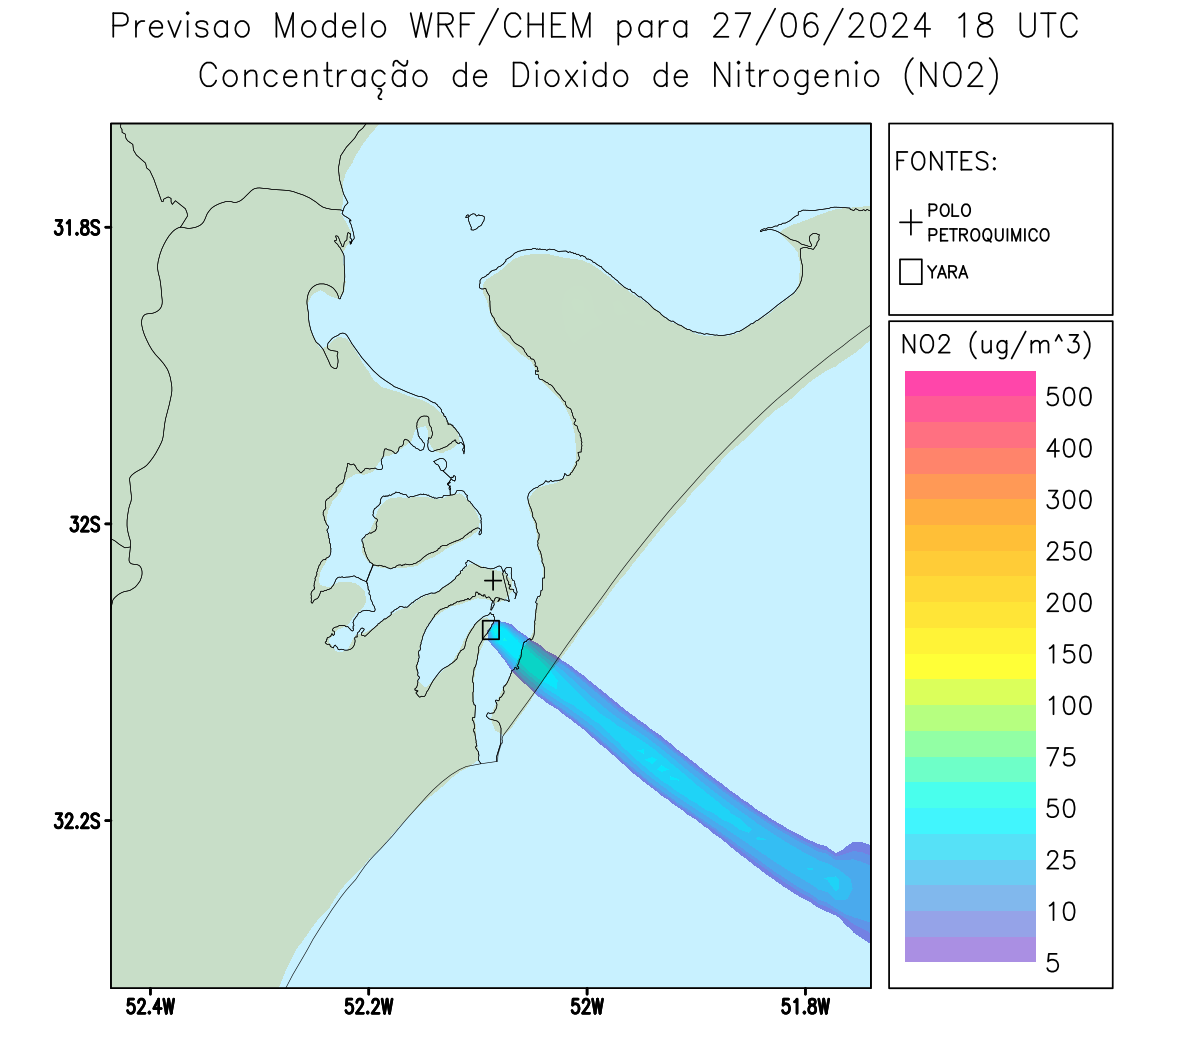 Previsao Modelo WRF/CHEM para 27/06/2024 18 UTC
Concentração de Dioxido de Nitrogenio (NO2)
FONTES:
POLO
PETROQUIMICO
YARA
31.8S
32S
32.2S
52.4W
52.2W
52W
51.8W
NO2 (ug/m^3)
500
400
300
250
200
150
100
75
50
25
10
5